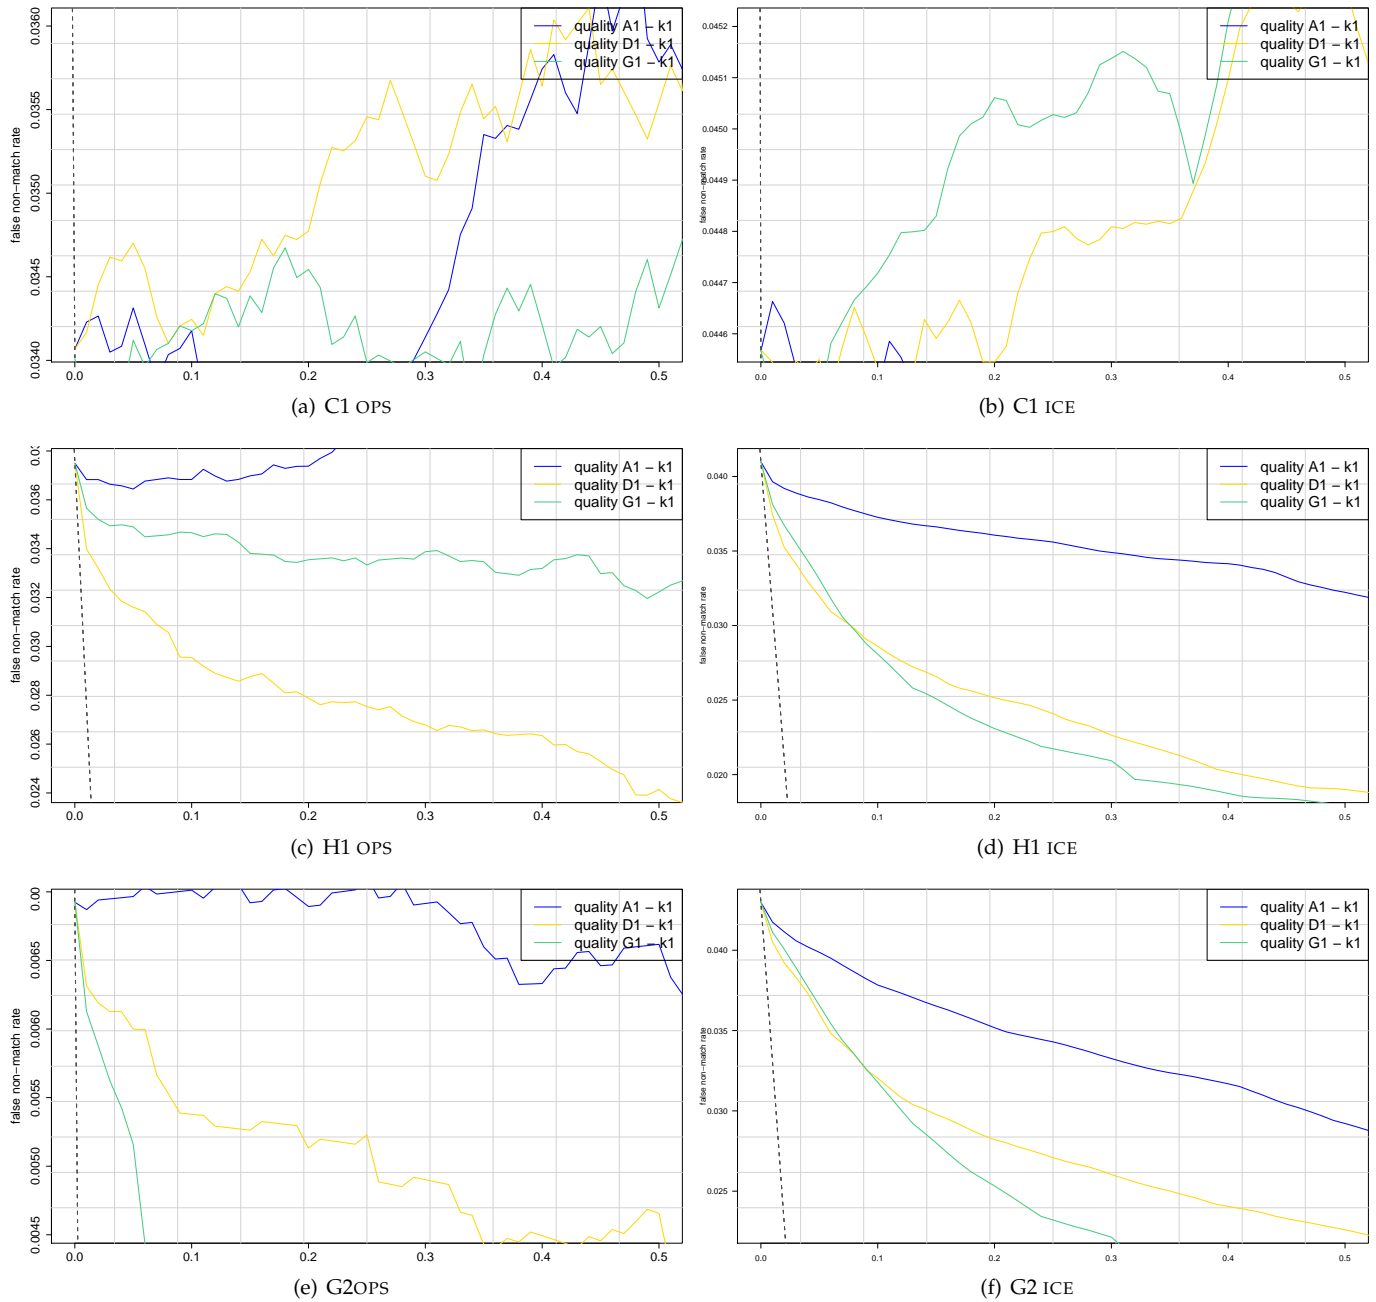 false non-match rate
0.0340 0.0345 0.0350 0.0355 0.0360
quality A1 - k1
quality D1 - k1
quality G1 - k1
0.0 0.1 0.2 0.3 0.4 0.5
(a) C1 OPS
false non-match rate
0.0446 0.0447 0.0448 0.0449 0.0450 0.0451 0.0452
quality A1 - k1
quality D1 - k1
quality G1 - k1
0.0 0.1 0.2 0.3 0.4 0.5
(b) C1 ICE
false non-match rate
0.024 0.026 0.028 0.030 0.032 0.034 0.036
quality A1 - k1
quality D1 - k1
quality G1 - k1
0.0 0.1 0.2 0.3 0.4 0.5
(c) H1 OPS
false non-match rate
0.020 0.025 0.030 0.035 0.040
quality A1 - k1
quality D1 - k1
quality G1 - k1
0.0 0.1 0.2 0.3 0.4 0.5
(d) H1 ICE
false non-match rate
0.0045 0.0050 0.0055 0.0060 0.0065
quality A1 - k1
quality D1 - k1
quality G1 - k1
0.0 0.1 0.2 0.3 0.4 0.5
(e) G2OPS
false non-match rate
0.025 0.030 0.035 0.040
quality A1 - k1
quality D1 - k1
quality G1 - k1
0.0 0.1 0.2 0.3 0.4 0.5
(f) G2 ICE